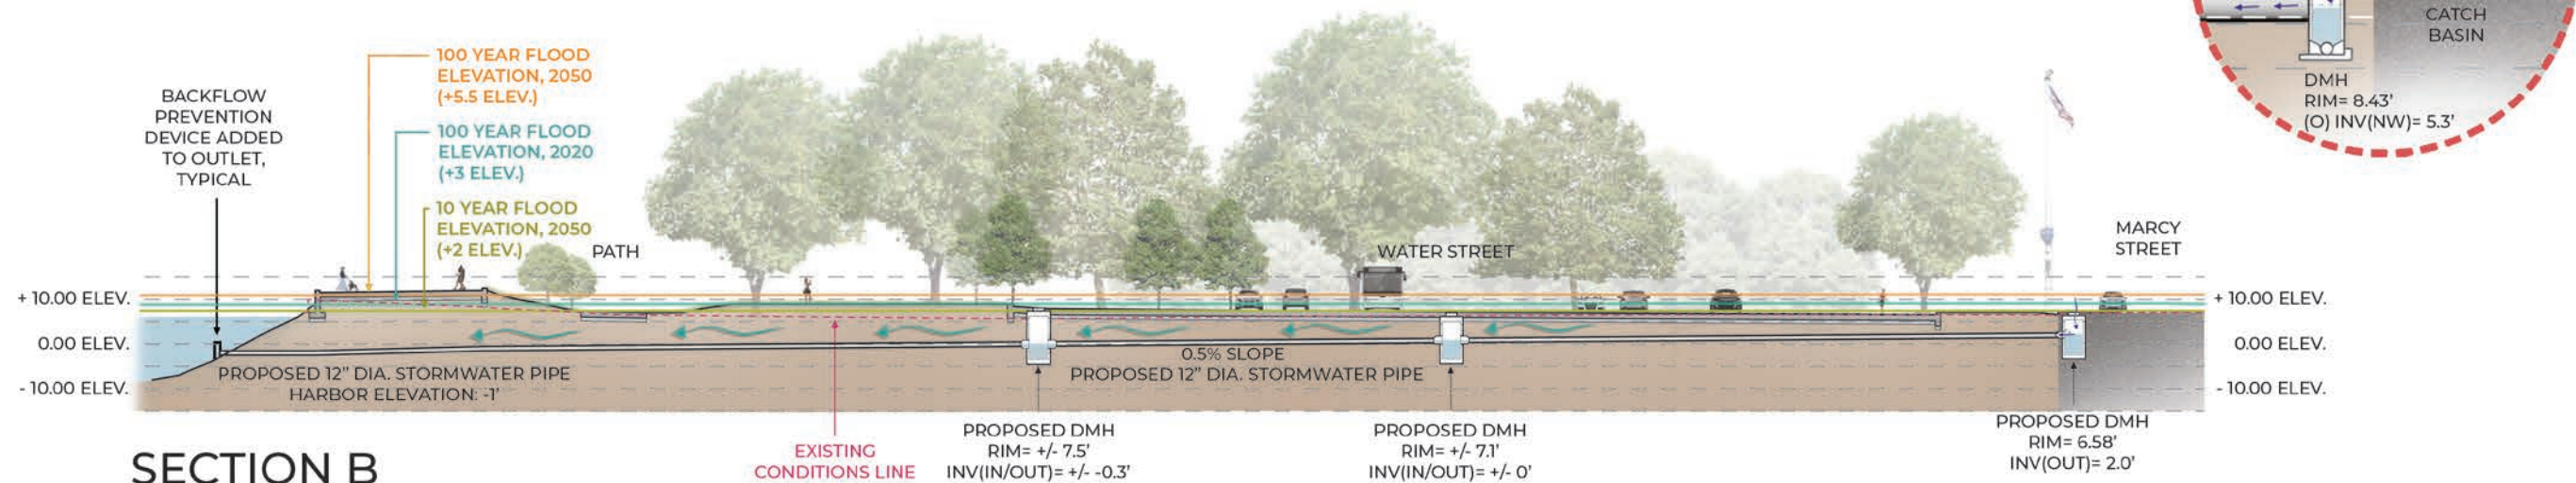 CATCH
BASIN
DMH
RIM= 8.43'
(O) INV(NW)= 5.3'
100 YEAR FLOOD
ELEVATION, 2050
(+5.5 ELEV.)
BACKFLOW
PREVENTION
DEVICE ADDED
TO OUTLET,
TYPICAL
100 YEAR FLOOD
ELEVATION, 2020
(+3 ELEV.)
10 YEAR FLOOD
ELEVATION, 2050
(+2 ELEV.)
PATH
WATER STREET
MARCY
STREET
+ 10.00 ELEV.
0.00 ELEV.
- 10.00 ELEV.
+ 10.00 ELEV.
0.00 ELEV.
- 10.00 ELEV.
PROPOSED 12" DIA. STORMWATER PIPE
HARBOR ELEVATION: -1'
0.5% SLOPE
PROPOSED 12" DIA. STORMWATER PIPE
EXISTING
CONDITIONS LINE
PROPOSED DMH
RIM= +/- 7.5'
INV(IN/OUT)= +/- -0.3'
PROPOSED DMH
RIM= +/- 7.1'
INV(IN/OUT)= +/- 0'
PROPOSED DMH
RIM= 6.58'
INV(OUT)= 2.0'
SECTION B